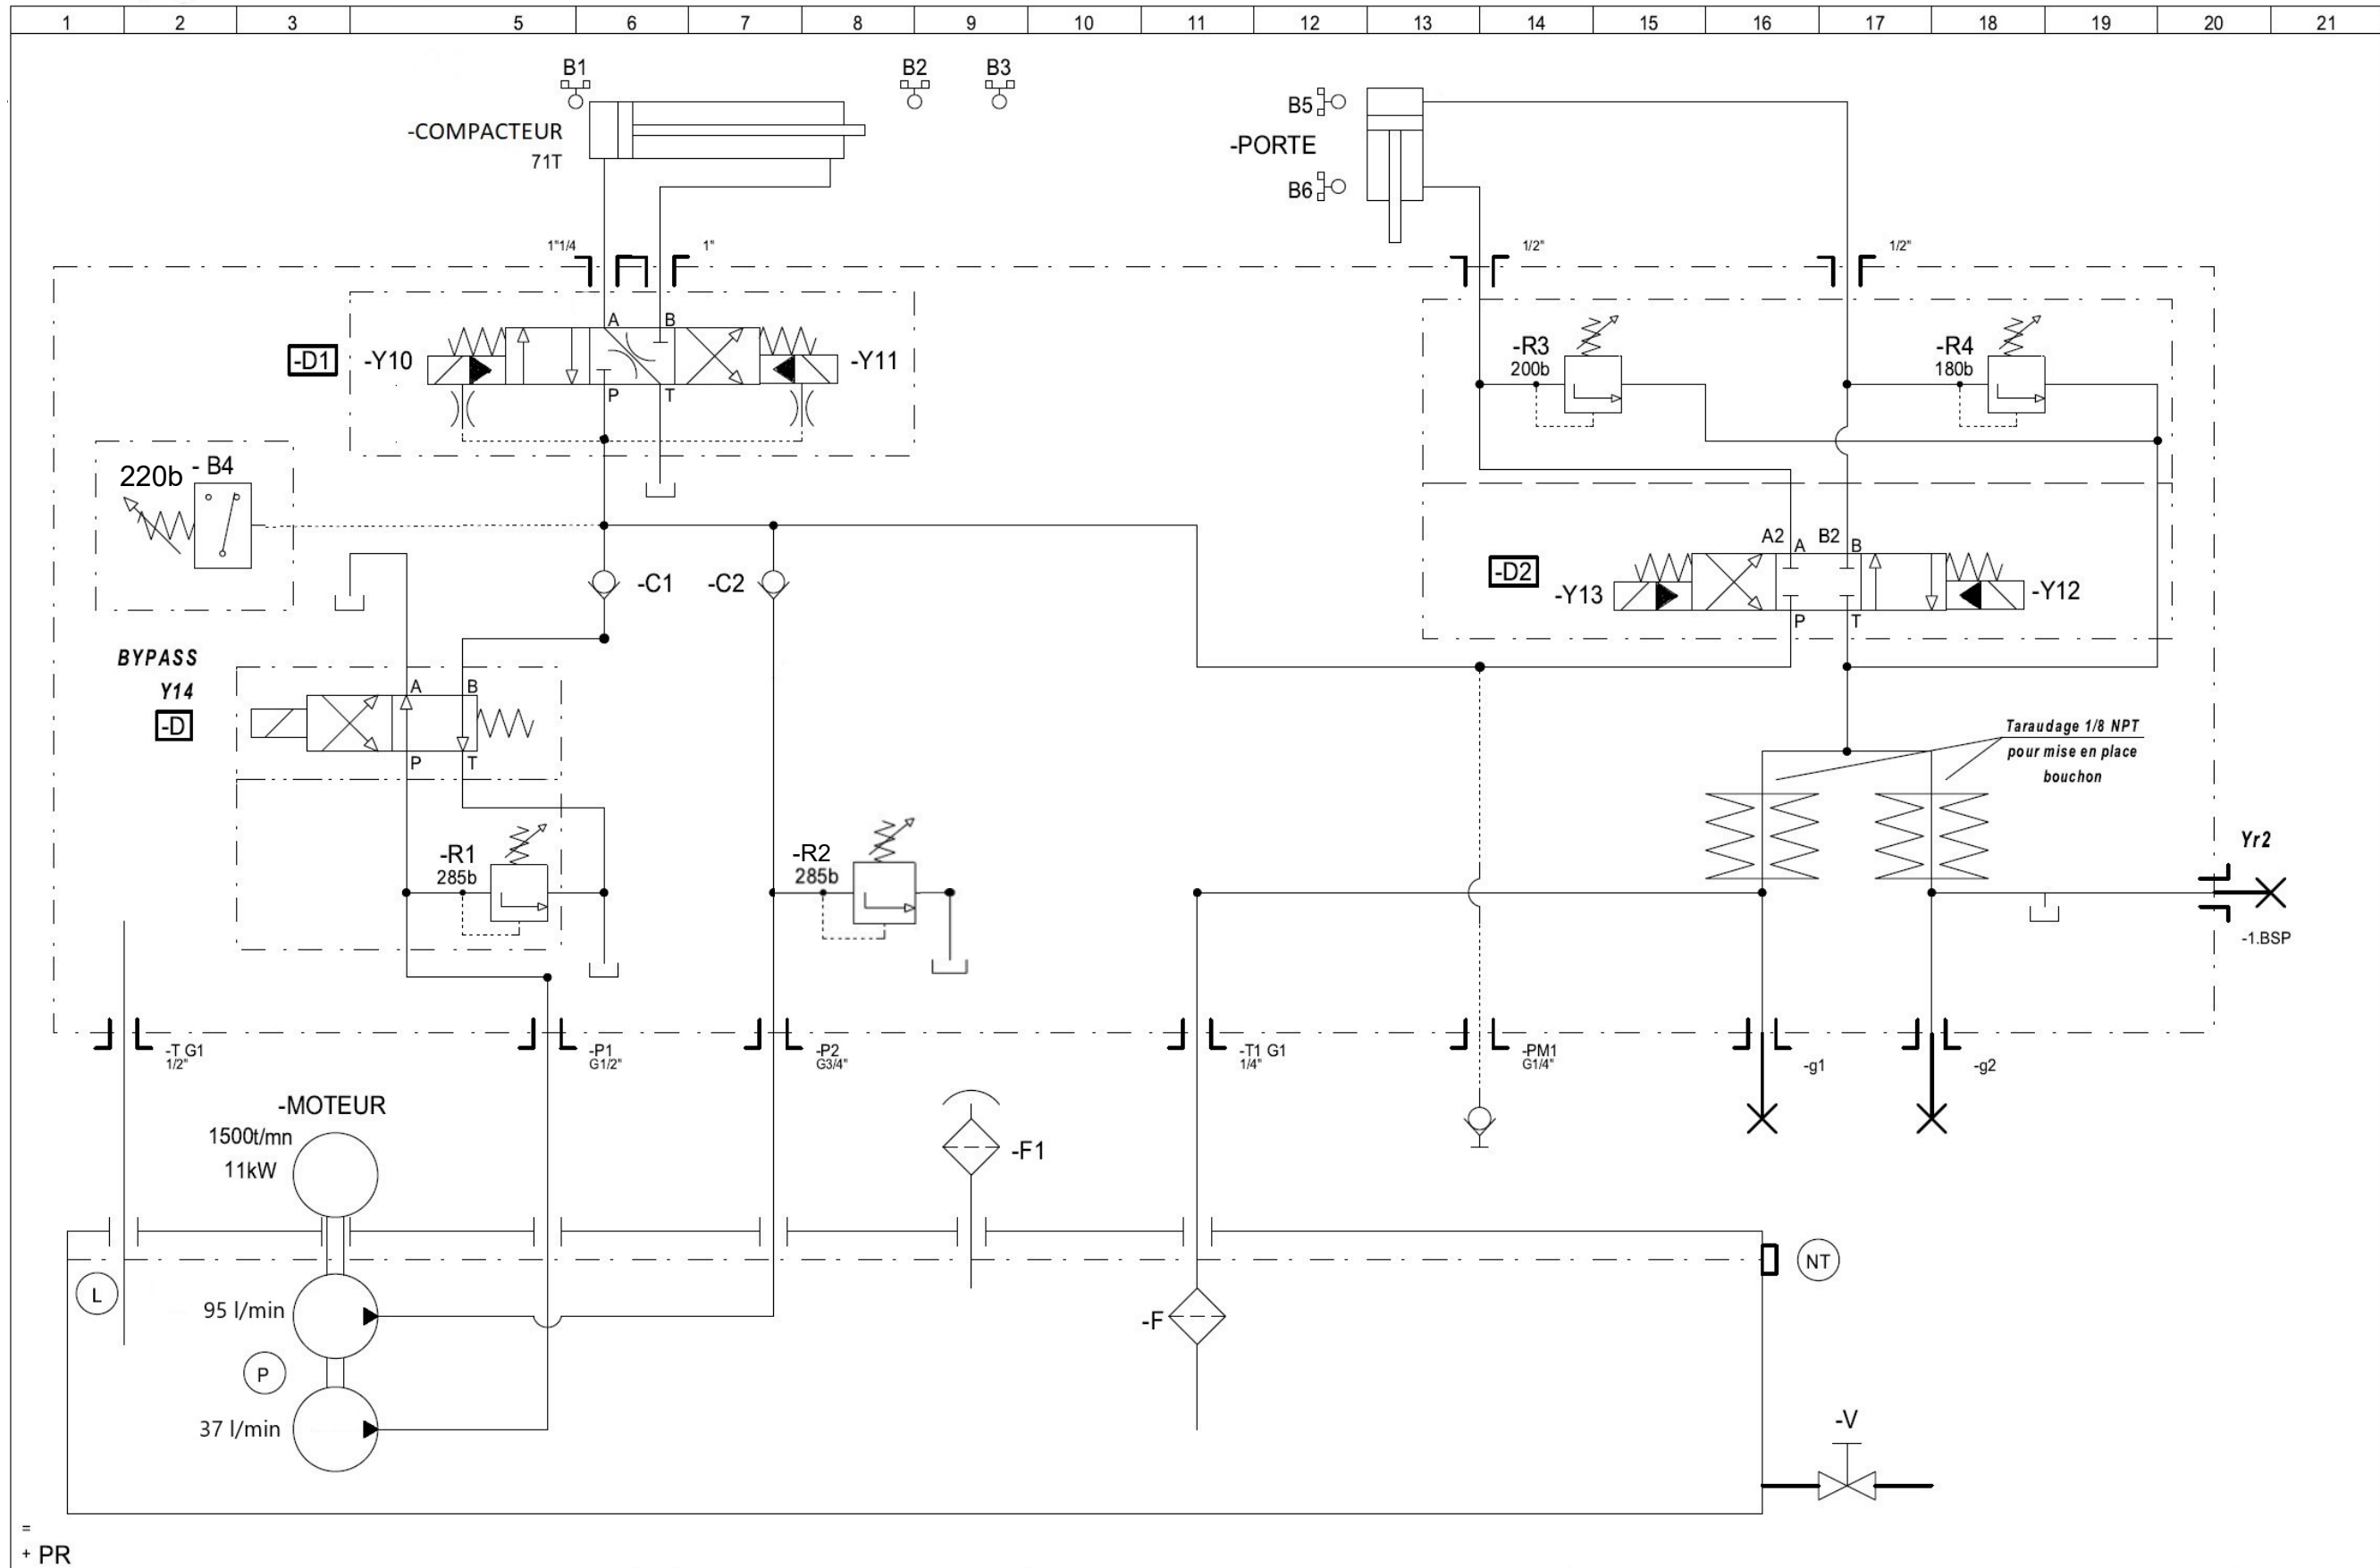 1 2 3 5 6 7 8 9 10 11 12 13 14 15 16 17 18 19 20 21
B1
B2
B3
-COMPACTEUR
71T
B5
-PORTE
B6
1"1/4
1"
1/2"
1/2"
A
B
-D1
-Y10
-Y11
P
T
-R3
200b
-R4
180b
220b
- B4
A2
A
B2
B
-D2
-Y13
-Y12
P
T
-C1
-C2
BYPASS
Y14
-D
A
B
P
T
Taraudage 1/8 NPT
pour mise en place
bouchon
-R1
285b
-R2
285b
Yr2
-1.BSP
-T G1
1/2"
-P1
G1/2"
-P2
G3/4"
-T1 G1
1/4"
-PM1
G1/4"
-g1
-g2
-MOTEUR
1500t/mn
11kW
-F1
L
NT
95 l/min
-F
P
37 l/min
-V
=
+ PR